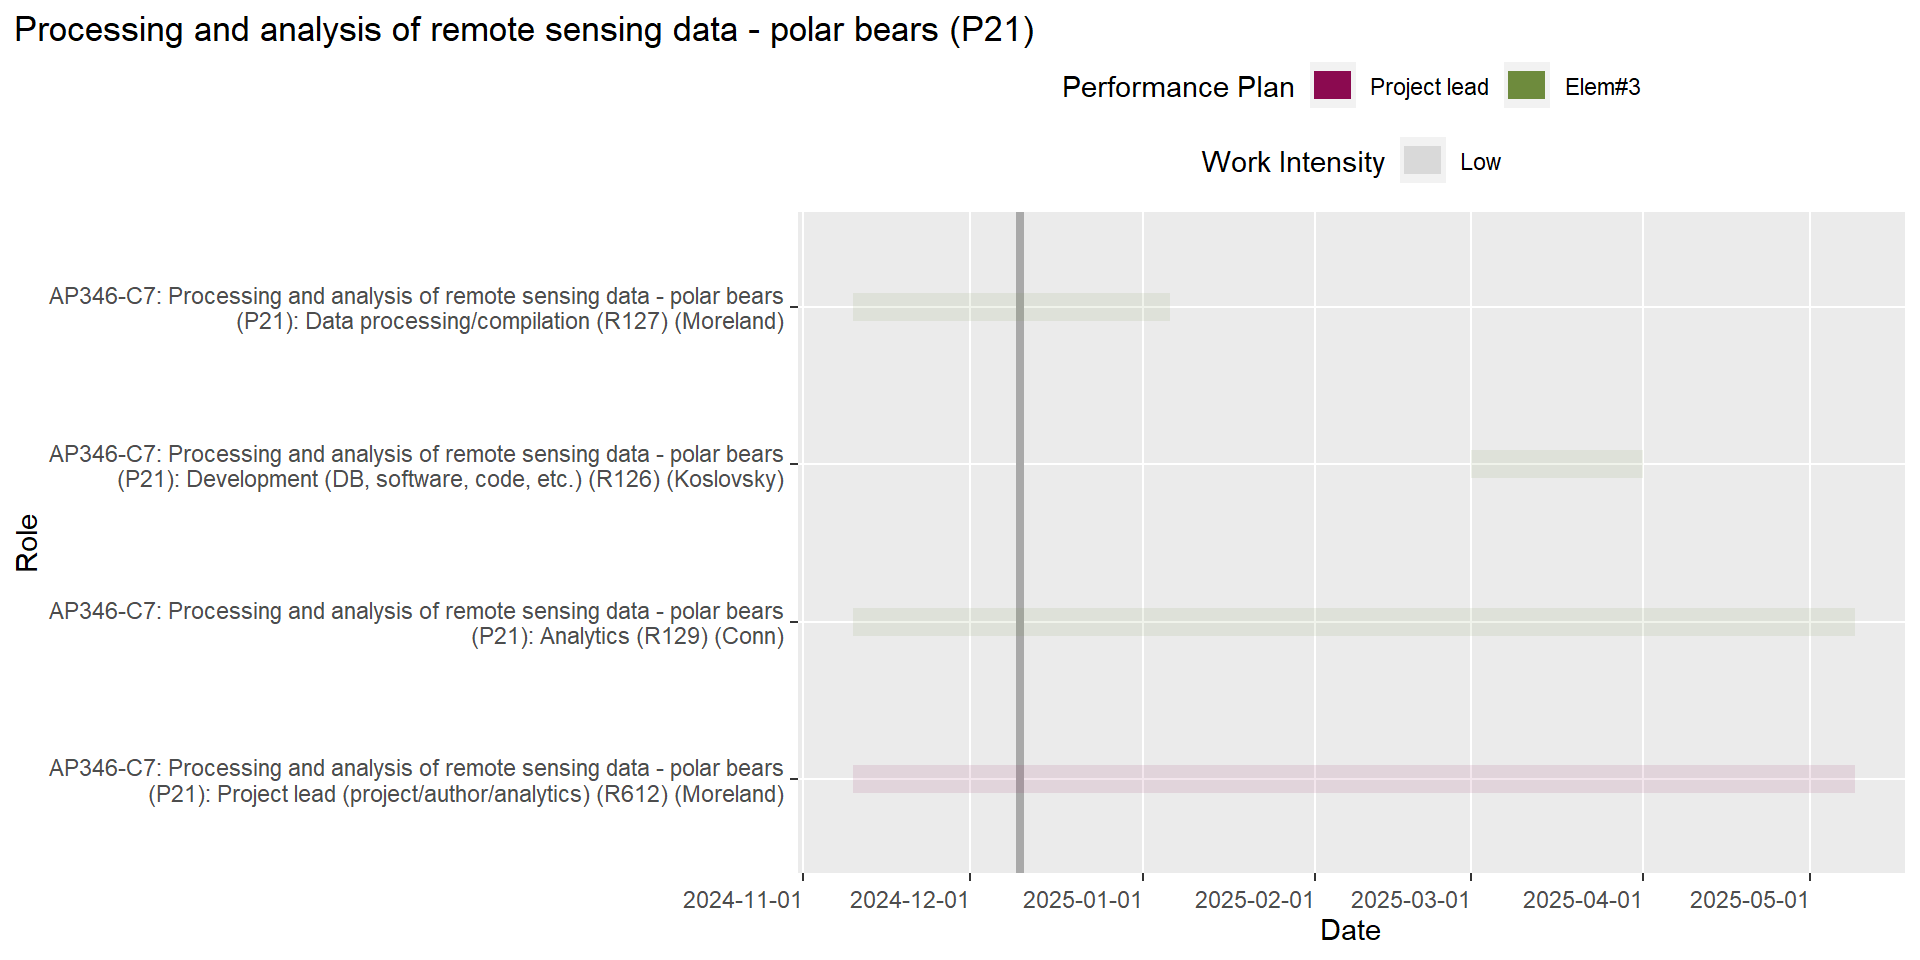 Processing and analysis of remote sensing data - polar bears (P21)
Performance Plan Project lead Elem#3
Work Intensity Low
AP346-C7: Processing and analysis of remote sensing data - polar bears
(P21): Data processing/compilation (R127) (Moreland)
AP346-C7: Processing and analysis of remote sensing data - polar bears
(P21): Development (DB, software, code, etc.) (R126) (Koslovsky)
Role
AP346-C7: Processing and analysis of remote sensing data - polar bears
(P21): Analytics (R129) (Conn)
AP346-C7: Processing and analysis of remote sensing data - polar bears
(P21): Project lead (project/author/analytics) (R612) (Moreland)
2024-11-01 2024-12-01 2025-01-01 2025-02-01 2025-03-01 2025-04-01 2025-05-01
Date